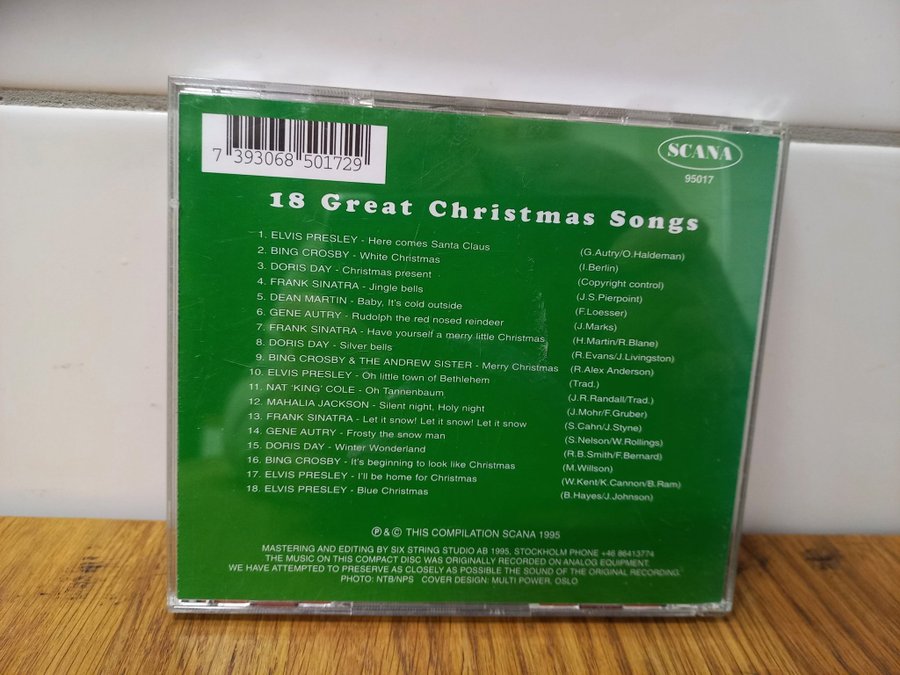 7 393068 501729
SCANA
95017
18 Great Christmas Songs
1. ELVIS PRESLEY - Here comes Santa Claus (G.Autry/O.Haldeman)
2. BING CROSBY - White Christmas (I.Berlin)
3. DORIS DAY - Christmas present (Copyright control)
4. FRANK SINATRA - Jingle bells (J.S.Pierpoint)
5. DEAN MARTIN - Baby, It's cold outside (F.Loesser)
6. GENE AUTRY - Rudolph the red nosed reindeer (J.Marks)
7. FRANK SINATRA - Have yourself a merry little Christmas (H.Martin/R.Blane)
8. DORIS DAY - Silver bells (R.Evans/J.Livingston)
9. BING CROSBY & THE ANDREW SISTER - Merry Christmas (R.Alex Anderson)
10. ELVIS PRESLEY - Oh little town of Bethlehem (Trad.)
11. NAT 'KING' COLE - Oh Tannenbaum (J.R.Randall/Trad.)
12. MAHALIA JACKSON - Silent night, Holy night (J.Mohr/F.Gruber)
13. FRANK SINATRA - Let it snow! Let it snow! Let it snow (S.Cahn/J.Styne)
14. GENE AUTRY - Frosty the snow man (S.Nelson/W.Rollings)
15. DORIS DAY - Winter Wonderland (R.B.Smith/F.Bernard)
16. BING CROSBY - It's beginning to look like Christmas (M.Willson)
17. ELVIS PRESLEY - I'll be home for Christmas (W.Kent/K.Cannon/B.Ram)
18. ELVIS PRESLEY - Blue Christmas (B.Hayes/J.Johnson)
℗ & © THIS COMPILATION SCANA 1995
MASTERING AND EDITING BY SIX STRING STUDIO AB 1995, STOCKHOLM PHONE +46 86413774
THE MUSIC ON THIS COMPACT DISC WAS ORIGINALLY RECORDED ON ANALOG EQUIPMENT.
WE HAVE ATTEMPTED TO PRESERVE AS CLOSELY AS POSSIBLE THE SOUND OF THE ORIGINAL RECORDING.
PHOTO: NTB/NPS COVER DESIGN: MULTI POWER, OSLO